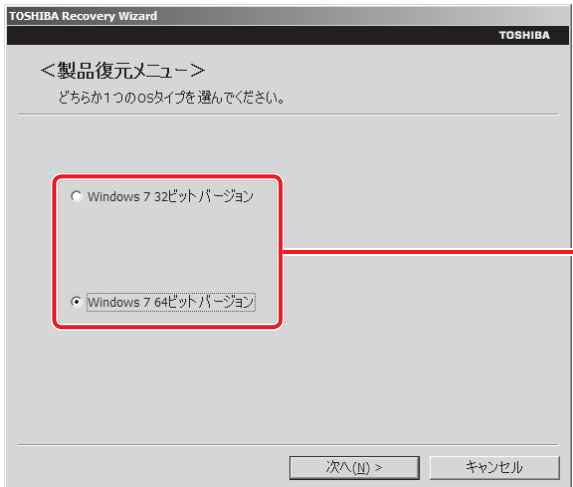 TOSHIBA Recovery Wizard
TOSHIBA
＜製品復元メニュー＞
どちらか１つのOSタイプを選んでください。
Windows 7 32ビットバージョン
Windows 7 64ビットバージョン
次へ(N) >
キャンセル